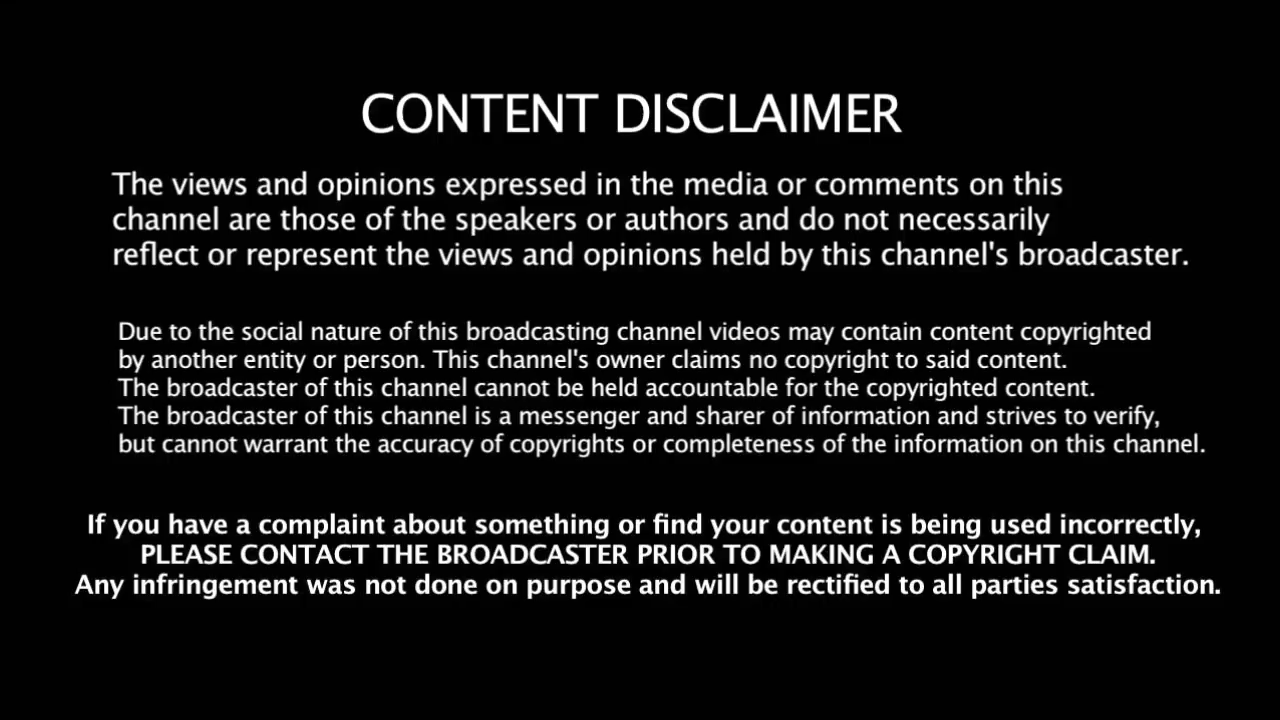 CONTENT DISCLAIMER
The views and opinions expressed in the media or comments on this
channel are those of the speakers or authors and do not necessarily
reflect or represent the views and opinions held by this channel's broadcaster.
Due to the social nature of this broadcasting channel videos may contain content copyrighted
by another entity or person. This channel's owner claims no copyright to said content.
The broadcaster of this channel cannot be held accountable for the copyrighted content.
The broadcaster of this channel is a messenger and sharer of information and strives to verify,
but cannot warrant the accuracy of copyrights or completeness of the information on this channel.
If you have a complaint about something or find your content is being used incorrectly,
PLEASE CONTACT THE BROADCASTER PRIOR TO MAKING A COPYRIGHT CLAIM.
Any infringement was not done on purpose and will be rectified to all parties satisfaction.